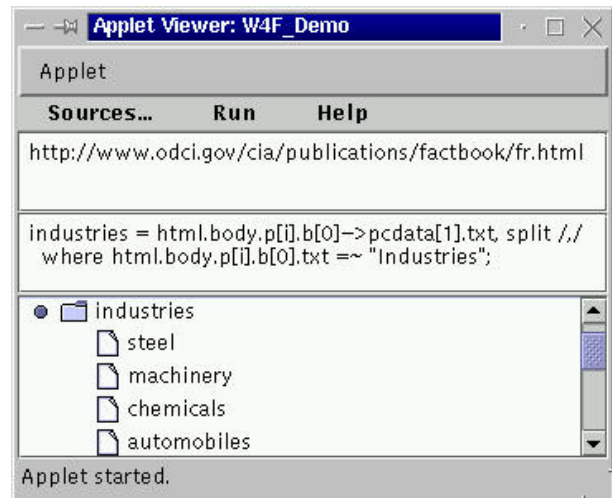 Applet Viewer: W4F_Demo
Applet
Sources... Run Help
http://www.odci.gov/cia/publications/factbook/fr.html
industries = html.body.p[i].b[0]->pcdata[1].txt, split /,/
where html.body.p[i].b[0].txt =~ "Industries";
industries
steel
machinery
chemicals
automobiles
Applet started.